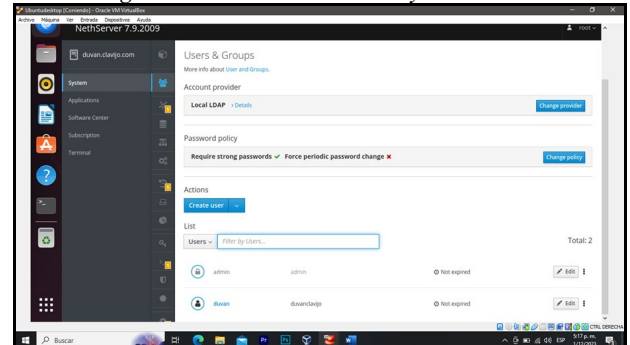 Ubuntudesktop [Corriendo] - Oracle VM VirtualBox
Archivo Máquina Ver Entrada Dispositivos Ayuda
NethServer 7.9.2009
root
duvan.clavijo.com
System
Applications
Software Center
Subscription
Terminal
Users & Groups
More info about User and Groups.
Account provider
Local LDAP > Details
Change provider
Password policy
Require strong passwords ✔ Force periodic password change ✖
Change policy
Actions
Create user
List
Users Filter by Users...
Total: 2
admin admin Not expired Edit
duvan duvanclavijo Not expired Edit
CTRL DERECHA
Buscar
ESP
5:17 p. m.
1/12/2023